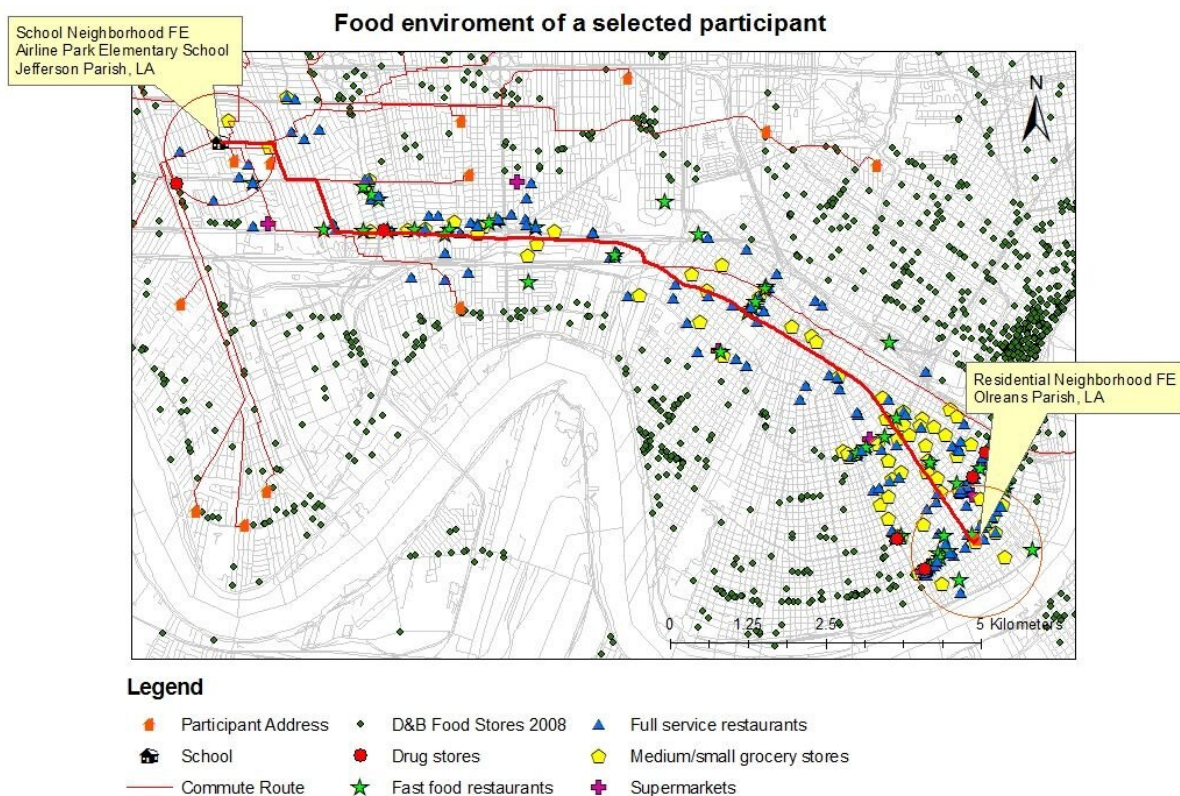 Food enviroment of a selected participant
School Neighborhood FE
Airline Park Elementary School
Jefferson Parish, LA
N
Residential Neighborhood FE
Olreans Parish, LA
0 1.25 2.5 5 Kilometers
Legend
Participant Address D&B Food Stores 2008 Full service restaurants
School Drug stores Medium/small grocery stores
Commute Route Fast food restaurants Supermarkets